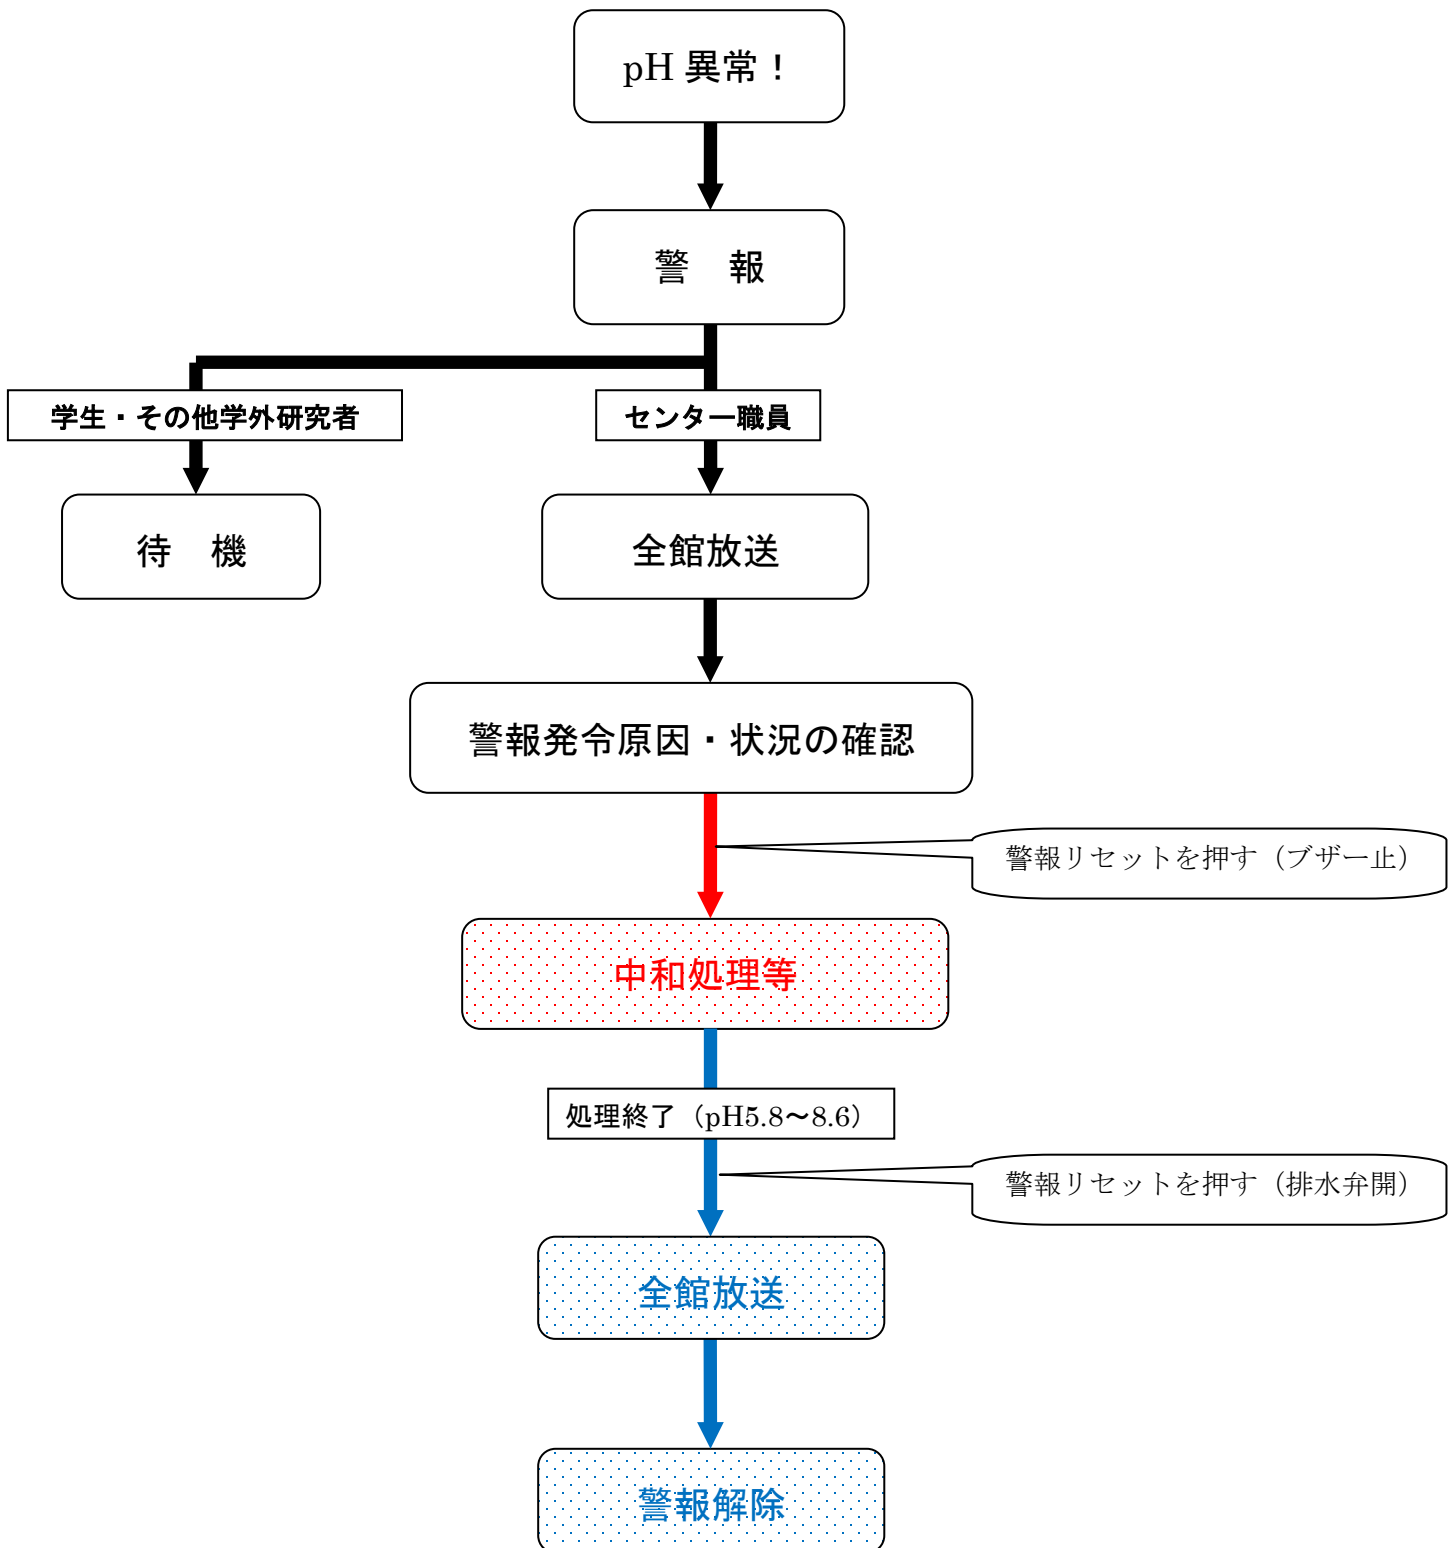 pH 異常！
警　報
学生・その他学外研究者
センター職員
待　機
全館放送
警報発令原因・状況の確認
警報リセットを押す（ブザー止）
中和処理等
処理終了（pH5.8～8.6）
警報リセットを押す（排水弁開）
全館放送
警報解除